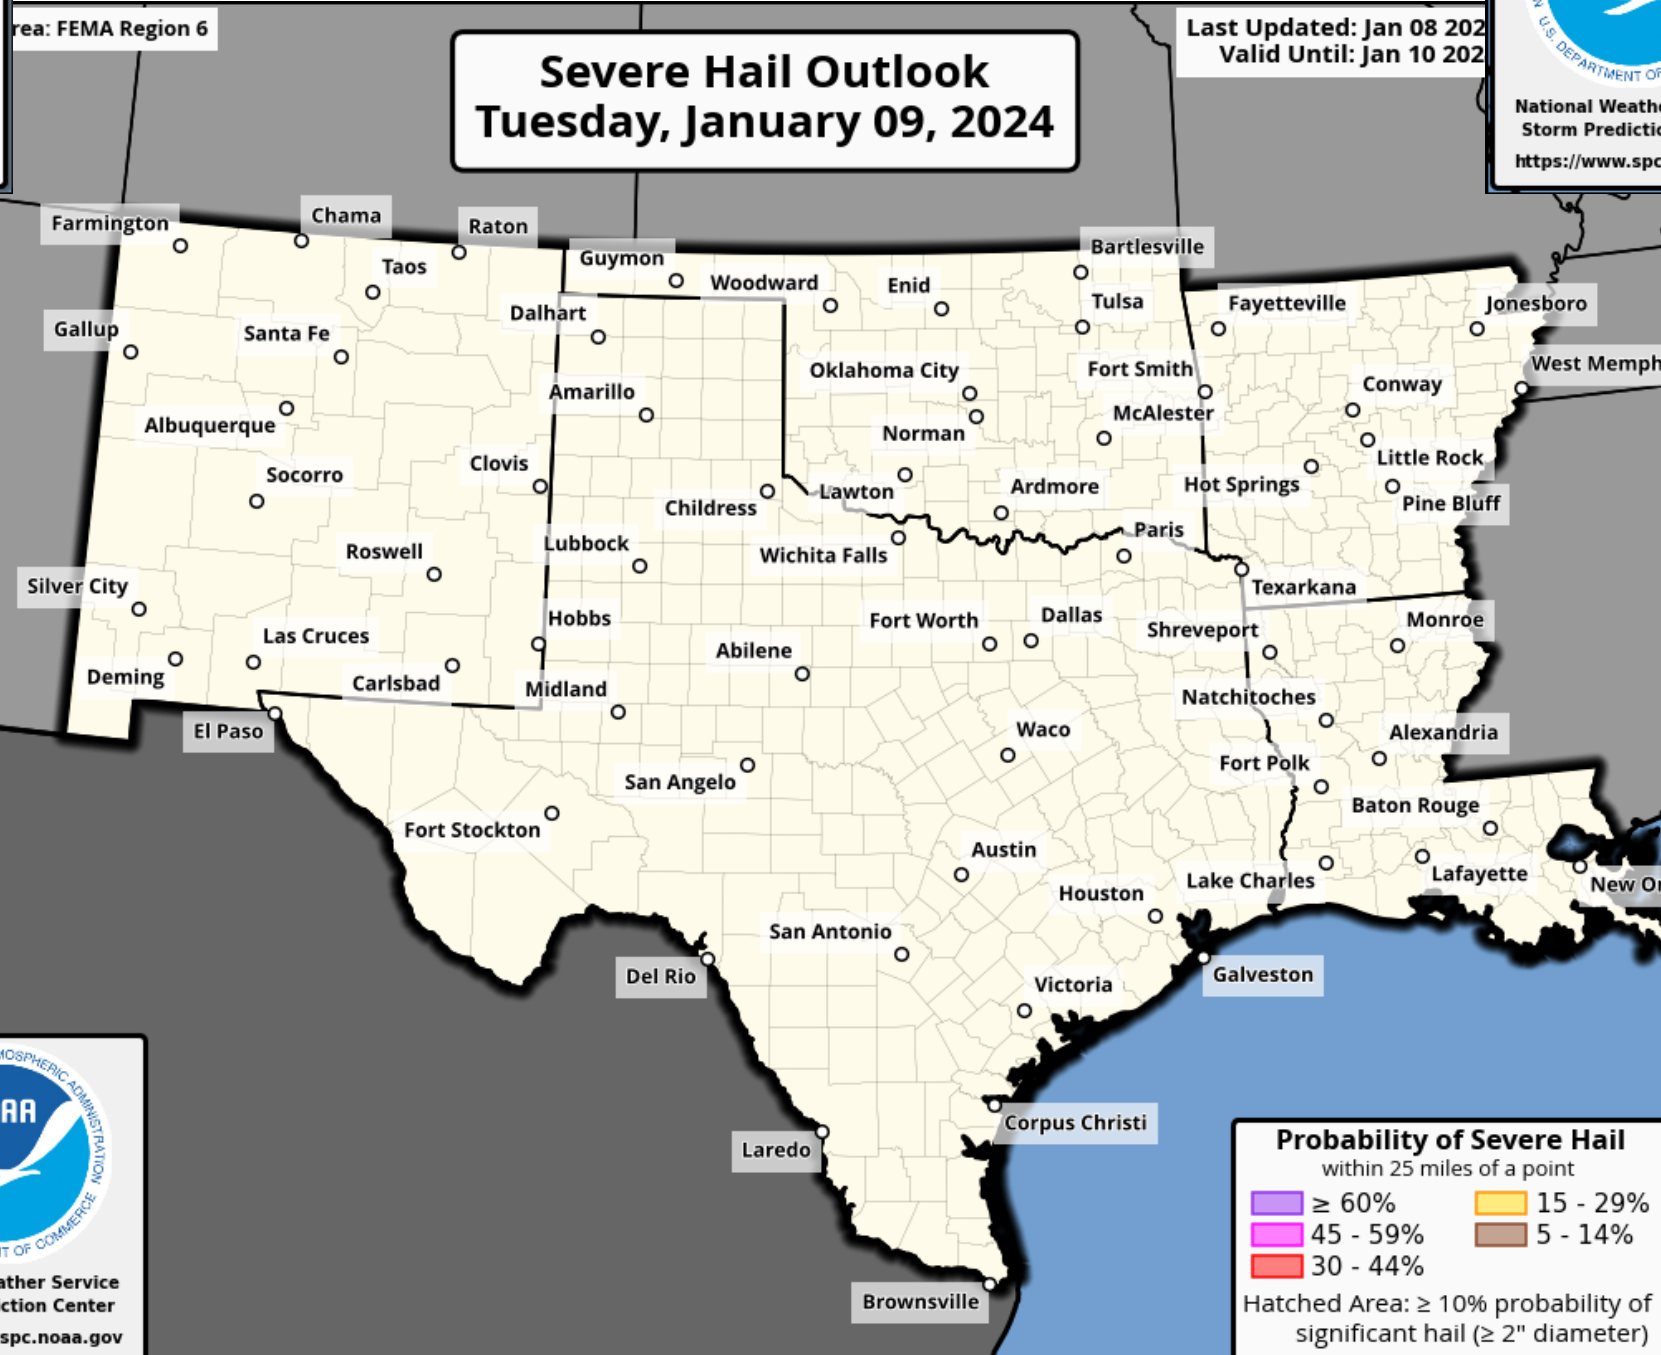 rea: FEMA Region 6
Severe Hail Outlook
Tuesday, January 09, 2024
Last Updated: Jan 08 202
Valid Until: Jan 10 202
U.S. DEPARTMENT OF
National Weathe
Storm Predictio
https://www.spc
Farmington
Chama
Raton
Taos
Guymon
Woodward
Enid
Bartlesville
Tulsa
Fayetteville
Jonesboro
Gallup
Santa Fe
Dalhart
Amarillo
Oklahoma City
Fort Smith
West Memph
Conway
Albuquerque
Norman
McAlester
Little Rock
Socorro
Clovis
Childress
Lawton
Ardmore
Hot Springs
Pine Bluff
Roswell
Lubbock
Wichita Falls
Paris
Texarkana
Silver City
Las Cruces
Hobbs
Abilene
Fort Worth
Dallas
Shreveport
Monroe
Deming
Carlsbad
Midland
Natchitoches
El Paso
San Angelo
Waco
Alexandria
Fort Polk
Fort Stockton
Baton Rouge
Austin
Houston
Lake Charles
Lafayette
New Or
San Antonio
Del Rio
Victoria
Galveston
Corpus Christi
Laredo
Brownsville
MOSPHERIC ADMINISTRATION
AA
T OF COMMERCE
ather Service
ction Center
spc.noaa.gov
Probability of Severe Hail
within 25 miles of a point
≥ 60%
15 - 29%
45 - 59%
5 - 14%
30 - 44%
Hatched Area: ≥ 10% probability of
significant hail (≥ 2" diameter)